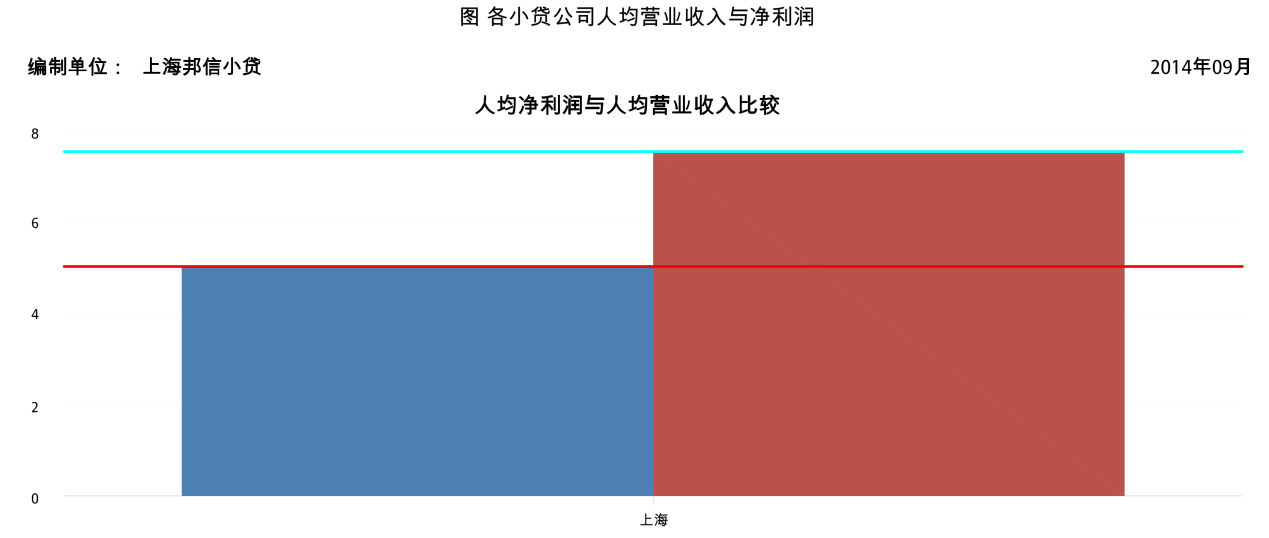 图 各小贷公司人均营业收入与净利润
编制单位： 上海邦信小贷 2014年09月
人均净利润与人均营业收入比较
8
6
4
2
0
上海